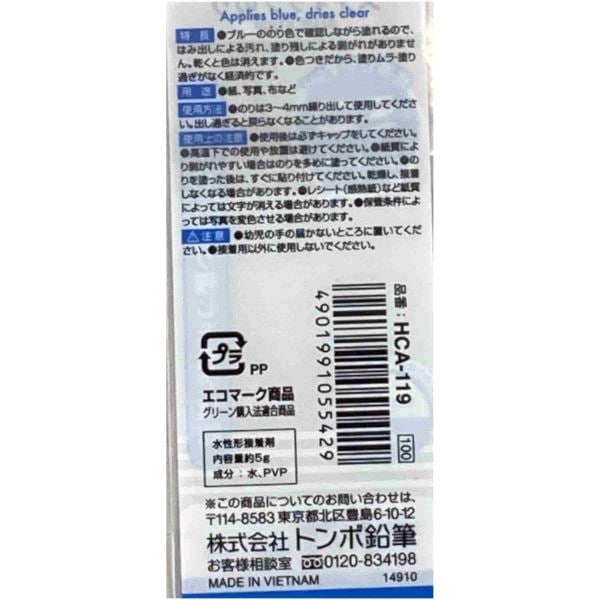 Applies blue, dries clear
特長 ●ブルーののり色で確認しながら塗れるので、
はみ出しによる汚れ、塗り残しによる剥がれがありませ
ん。乾くと色は消えます。●色つきだから、塗りムラ・塗り
過ぎがなく経済的です。
用途 ●紙、写真、布など
使用方法 ●のりは3〜4mm繰り出して使用してくださ
い。出し過ぎると戻らなくなることがあります。
使用上の注意 ●使用後は必ずキャップをしてください。
●高温下での使用や放置は避けてください。●紙質によ
り剥がれやすい場合はのりを多めに塗ってください。●の
りを塗った後は、すぐに貼り付けてください。乾燥し、接着
しなくなる場合があります。●レシート(感熱紙)など紙質
によっては文字が消える場合があります。●保管条件によ
っては写真を変色させる場合があります。
⚠注意 ●幼児の手の届かないところに置いてくださ
い。●接着用以外に使用しないでください。
品番:HCA-119
4901991055429
100
プラ
PP
エコマーク商品
グリーン購入法適合商品
水性形接着剤
内容量約5g
成分:水、PVP
※この商品についてのお問い合わせは、
〒114-8583 東京都北区豊島6-10-12
株式会社トンボ鉛筆
お客様相談室 0120-834198
MADE IN VIETNAM
14910